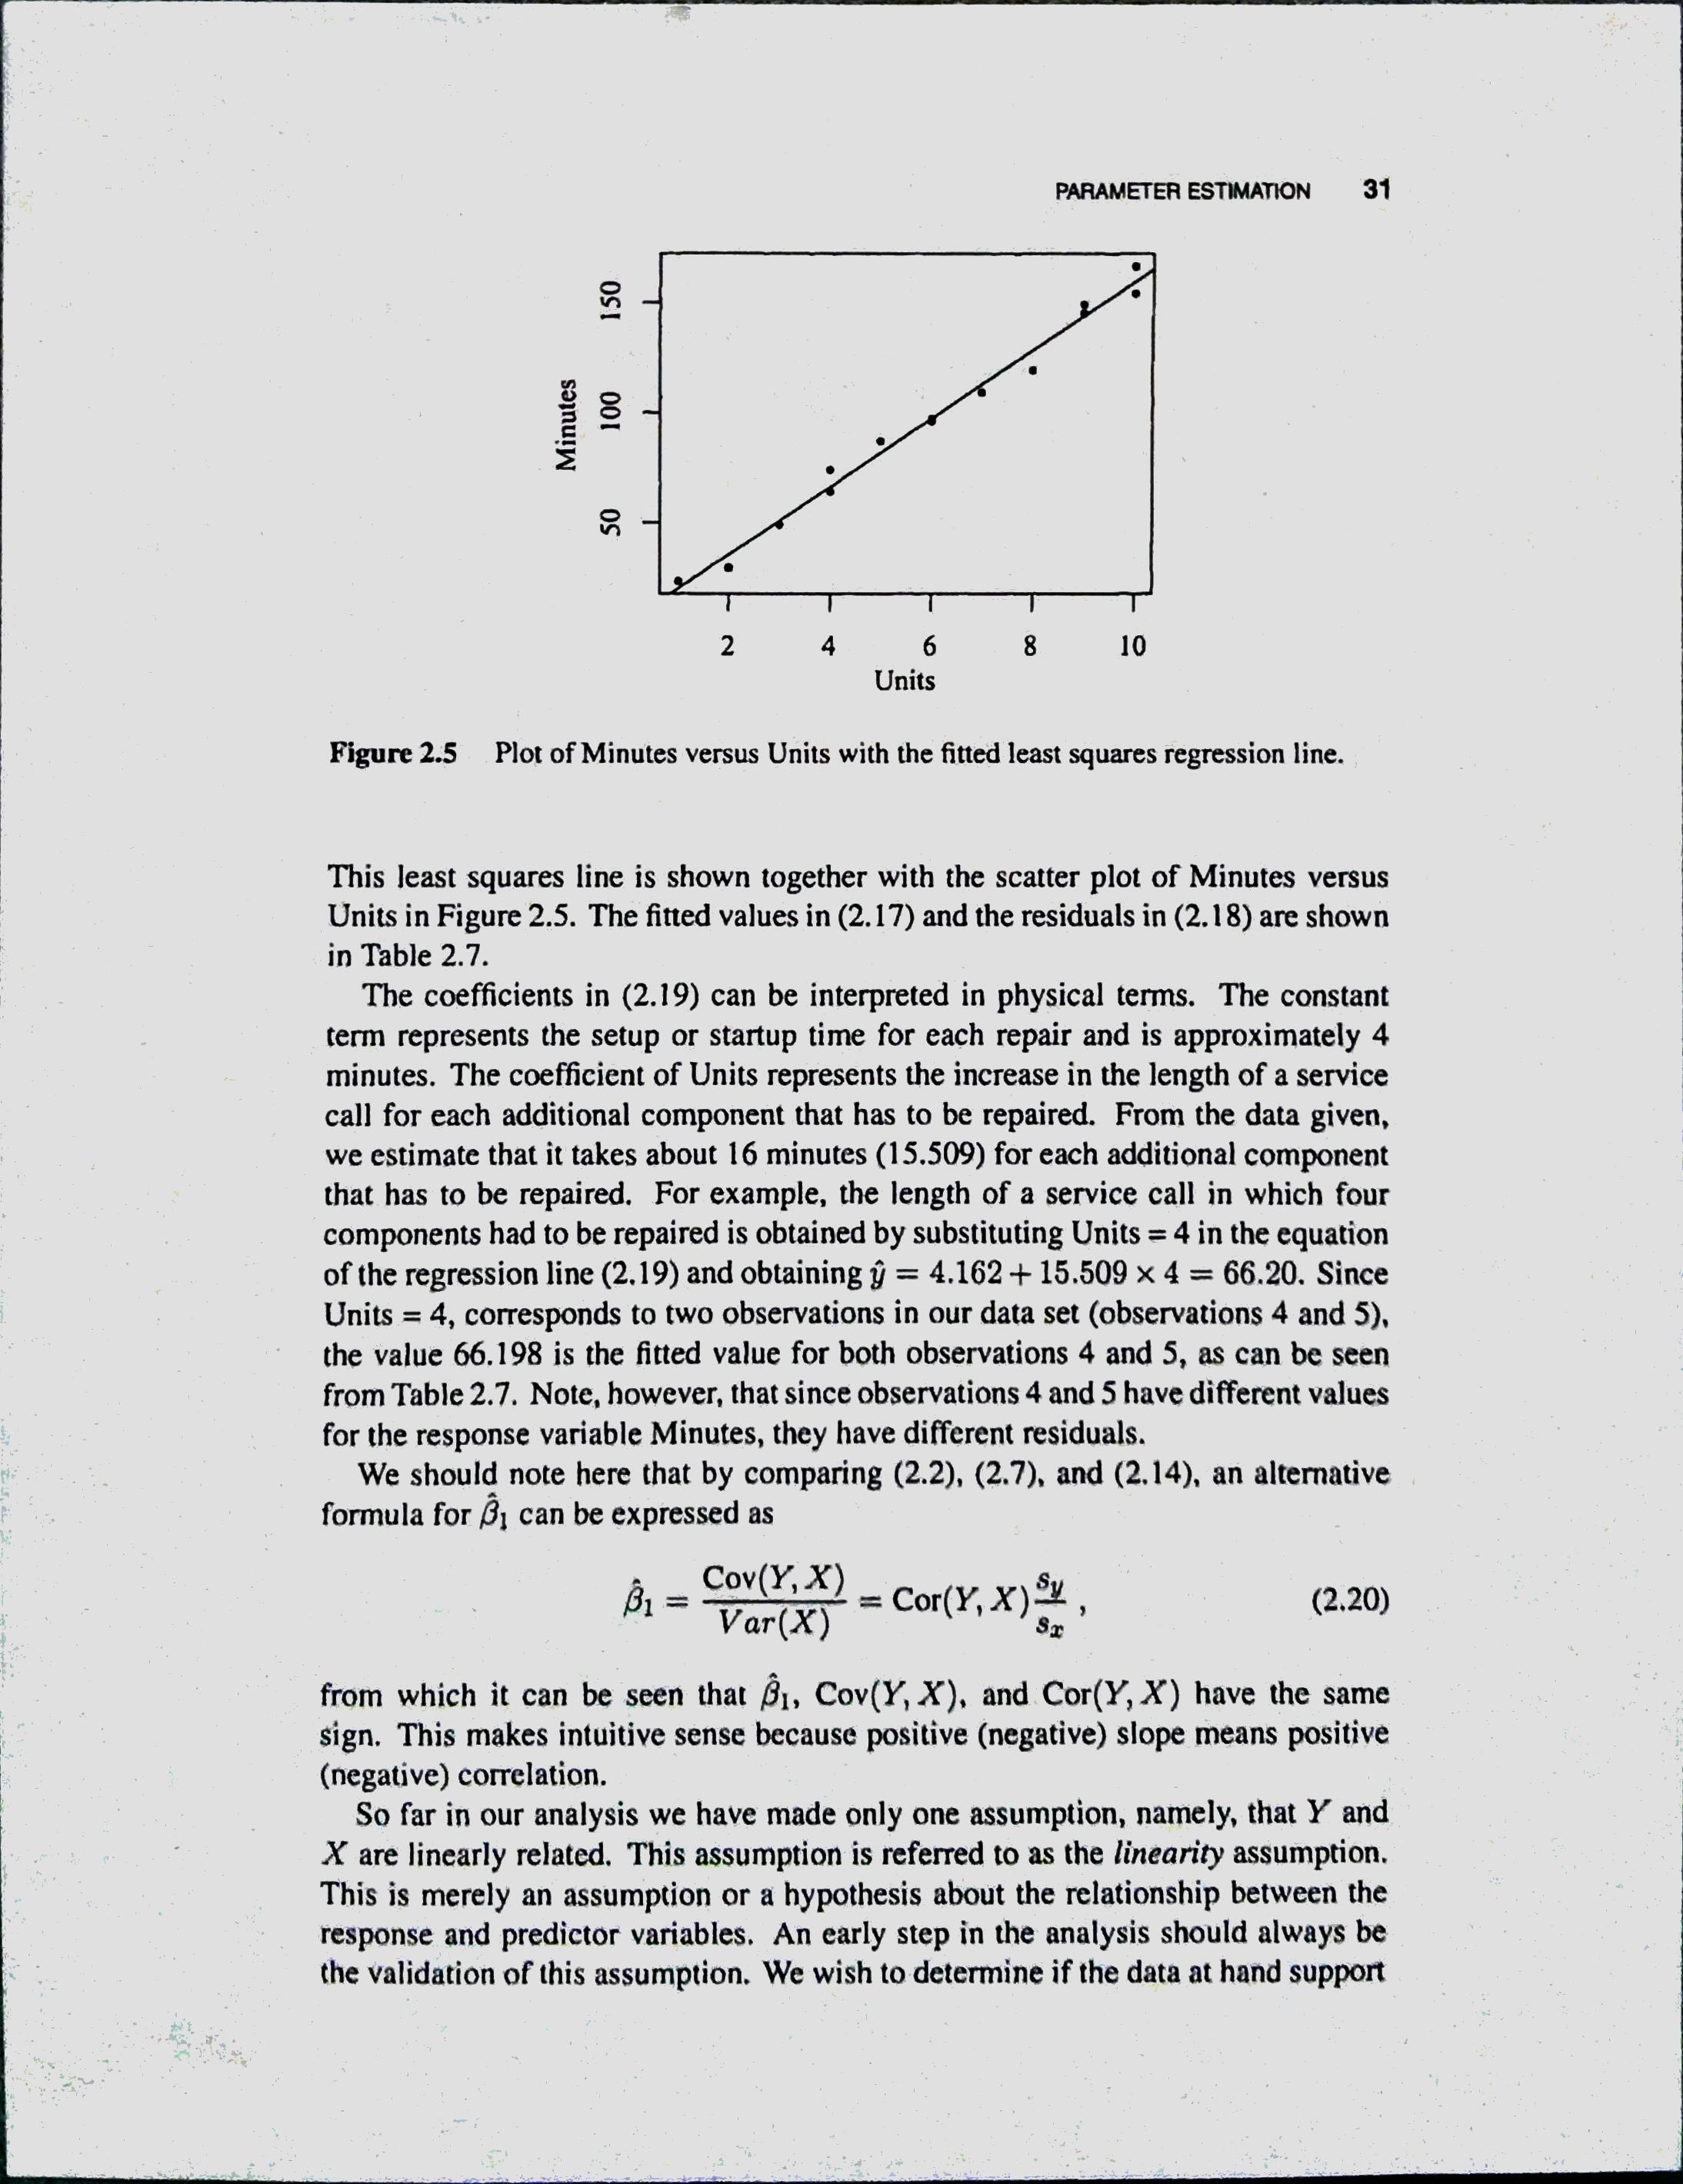 PARAMETER ESTIMATION 31
150
100
50
Minutes
2 4 6 8 10
Units
Figure 2.5 Plot of Minutes versus Units with the fitted least squares regression line.
This least squares line is shown together with the scatter plot of Minutes versus
Units in Figure 2.5. The fitted values in (2.17) and the residuals in (2.18) are shown
in Table 2.7.
The coefficients in (2.19) can be interpreted in physical terms. The constant
term represents the setup or startup time for each repair and is approximately 4
minutes. The coefficient of Units represents the increase in the length of a service
call for each additional component that has to be repaired. From the data given,
we estimate that it takes about 16 minutes (15.509) for each additional component
that has to be repaired. For example, the length of a service call in which four
components had to be repaired is obtained by substituting Units = 4 in the equation
of the regression line (2.19) and obtaining ŷ = 4.162 + 15.509 × 4 = 66.20. Since
Units = 4, corresponds to two observations in our data set (observations 4 and 5),
the value 66.198 is the fitted value for both observations 4 and 5, as can be seen
from Table 2.7. Note, however, that since observations 4 and 5 have different values
for the response variable Minutes, they have different residuals.
We should note here that by comparing (2.2), (2.7), and (2.14), an alternative
formula for β̂₁ can be expressed as
β̂₁ = Cov(Y, X) / Var(X) = Cor(Y, X) s_y / s_x , (2.20)
from which it can be seen that β̂₁, Cov(Y, X), and Cor(Y, X) have the same
sign. This makes intuitive sense because positive (negative) slope means positive
(negative) correlation.
So far in our analysis we have made only one assumption, namely, that Y and
X are linearly related. This assumption is referred to as the linearity assumption.
This is merely an assumption or a hypothesis about the relationship between the
response and predictor variables. An early step in the analysis should always be
the validation of this assumption. We wish to determine if the data at hand support